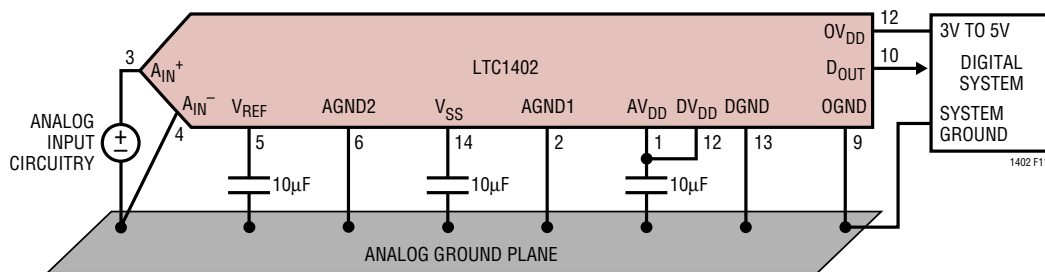 12
3V TO 5V
OVDD
3
10
AIN+
LTC1402
DOUT
DIGITAL
SYSTEM
AIN−
VREF
AGND2
VSS
AGND1
AVDD
DVDD
DGND
OGND
SYSTEM
GROUND
4
ANALOG
INPUT
CIRCUITRY
+
−
5
6
14
2
1
12
13
9
1402 F11
10µF
10µF
10µF
ANALOG GROUND PLANE